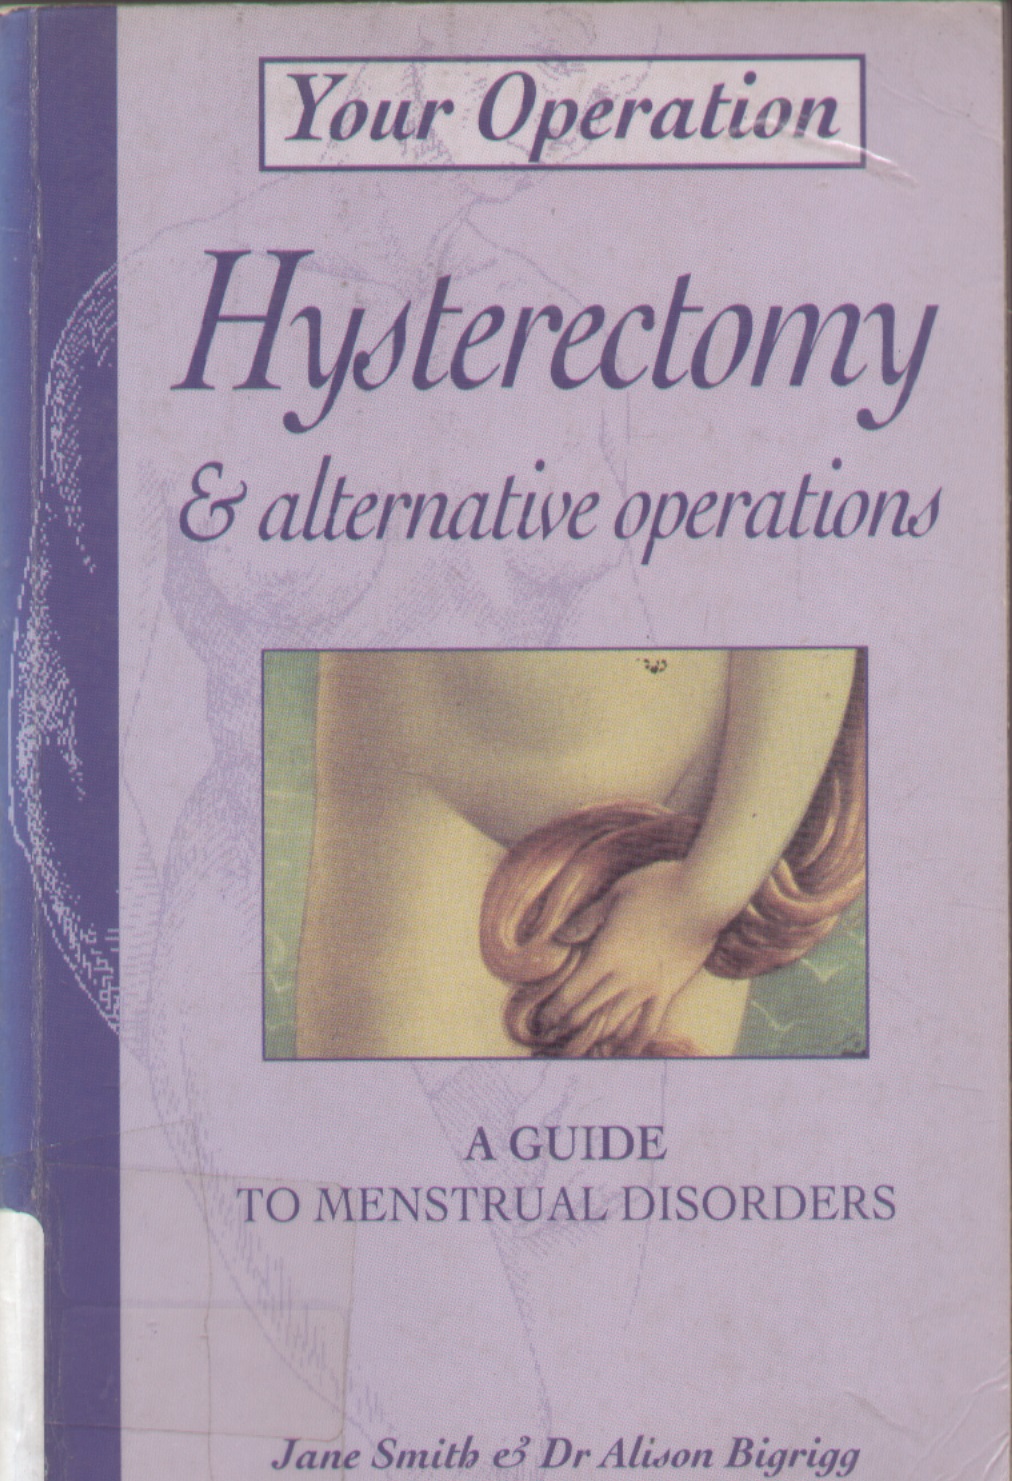 Your Operation
Hysterectomy
& alternative operations
A GUIDE
TO MENSTRUAL DISORDERS
Jane Smith & Dr Alison Bigrigg